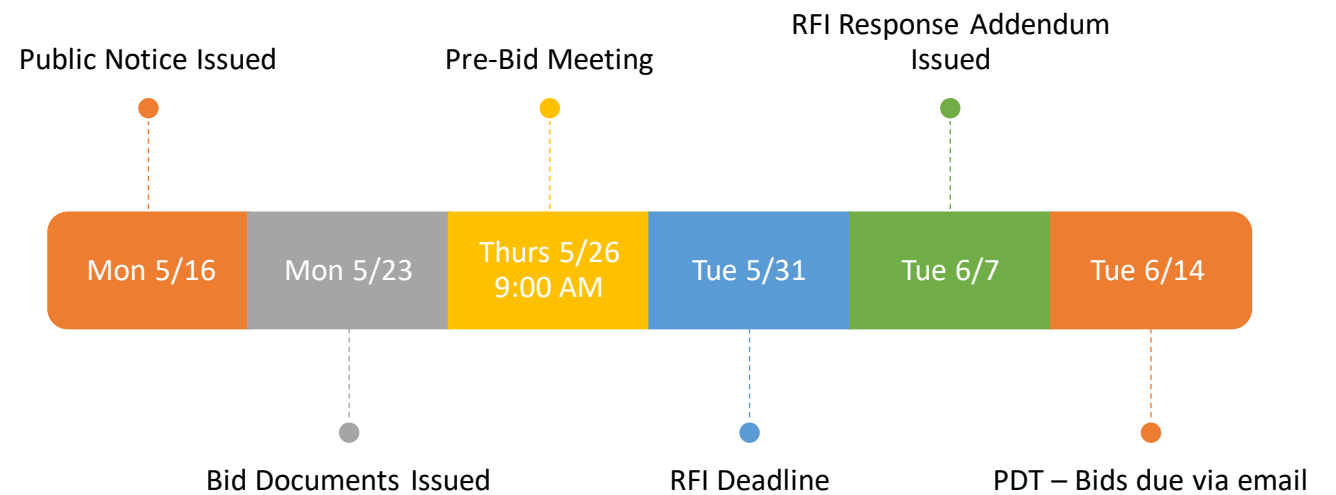 RFI Response Addendum
Issued
Public Notice Issued
Pre-Bid Meeting
Mon 5/16
Mon 5/23
Thurs 5/26
9:00 AM
Tue 5/31
Tue 6/7
Tue 6/14
Bid Documents Issued
RFI Deadline
PDT – Bids due via email